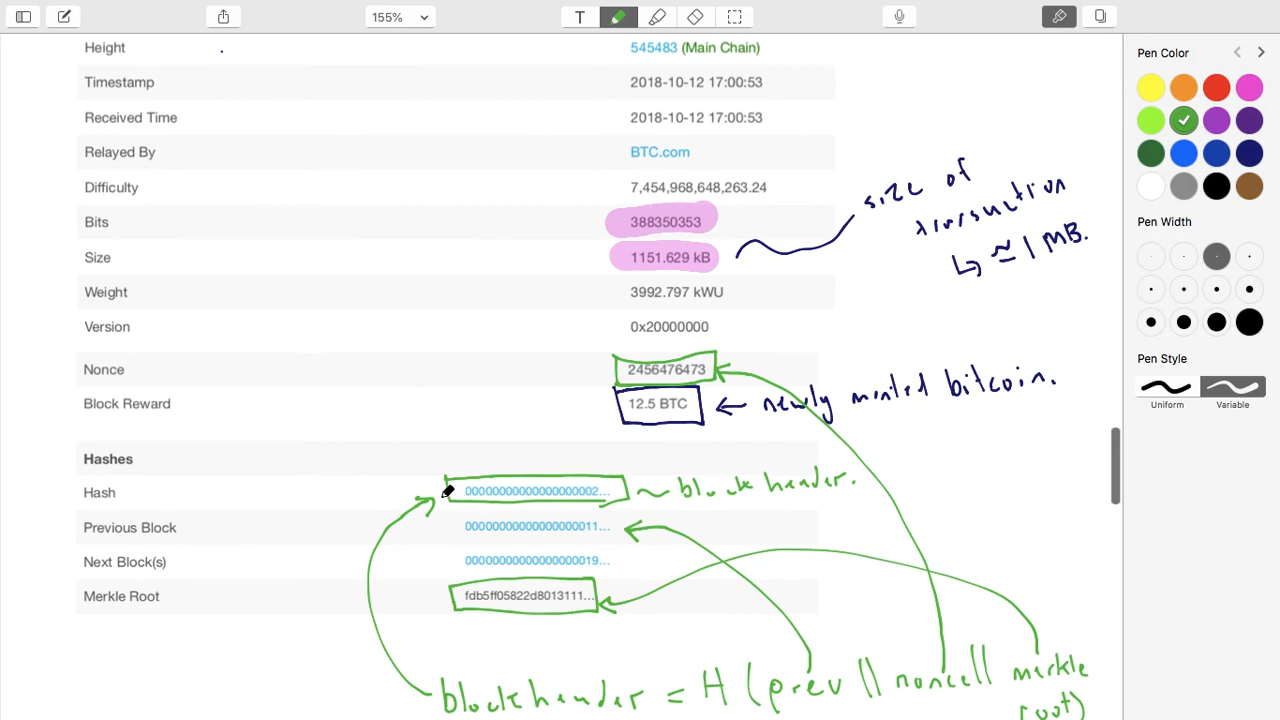 155%
T
Height 545483 (Main Chain)
Pen Color
Timestamp 2018-10-12 17:00:53
Received Time 2018-10-12 17:00:53
Relayed By BTC.com
Difficulty 7,454,968,648,263.24
Bits 388350353
Size 1151.629 kB
size of
transaction
↳ ≃ 1 MB.
Weight 3992.797 kWU
Version 0x20000000
Pen Width
Nonce 2456476473
Block Reward 12.5 BTC ← newly minted bitcoin.
Pen Style
Uniform Variable
Hashes
Hash 00000000000000000002... ~ block header.
Previous Block 00000000000000000011...
Next Block(s) 00000000000000000019...
Merkle Root fdb5ff05822d8013111...
blockheader = H (prev || nonce || merkle
root)